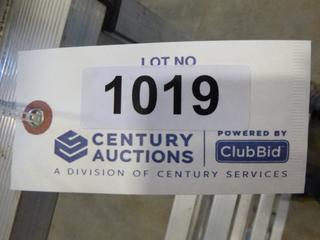 LOT NO
1019
CENTURY AUCTIONS
POWERED BY
ClubBid
A DIVISION OF CENTURY SERVICES